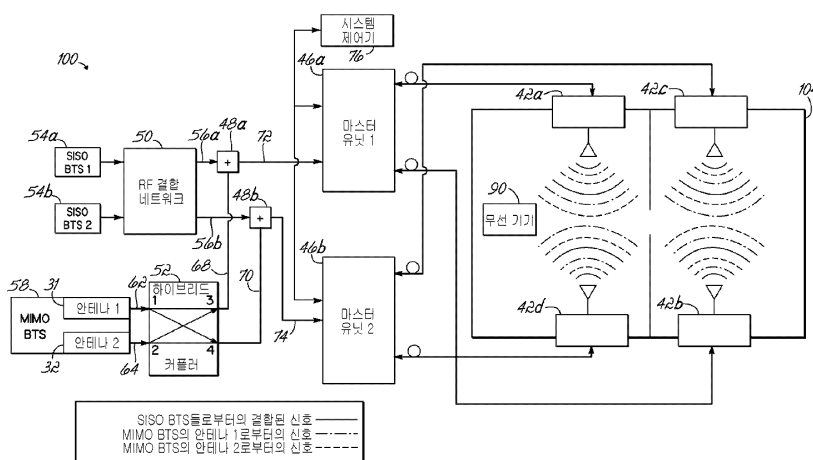 시스템
제어기
76
100
46a
42a
42c
104
54a
50
56a
48a
72
마스터
유닛 1
SISO
BTS 1
RF 결합
네트워크
54b
SISO
BTS 2
48b
90
무선 기기
56b
46b
68
70
58
31
62
52
하이브리드
42d
42b
MIMO
BTS
안테나 1
1
3
마스터
유닛 2
안테나 2
2
4
74
32
64
커플러
SISO BTS들로부터의 결합된 신호
MIMO BTS의 안테나 1로부터의 신호
MIMO BTS의 안테나 2로부터의 신호